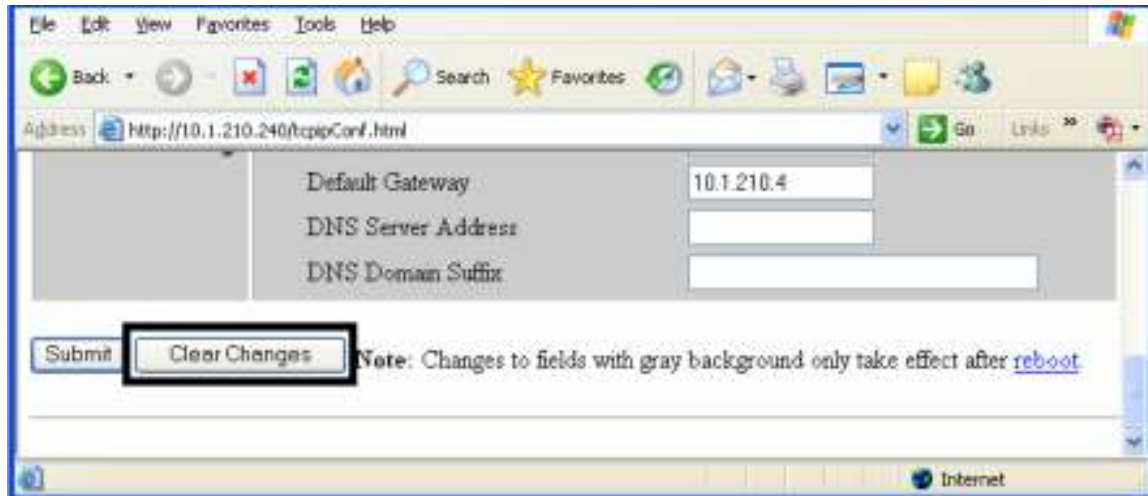 File Edit View Favorites Tools Help
Back Search Favorites
Address http://10.1.210.240/tcpipConf.html Go Links »
Default Gateway 10.1.210.4
DNS Server Address
DNS Domain Suffix
Submit Clear Changes Note: Changes to fields with gray background only take effect after reboot.
Internet